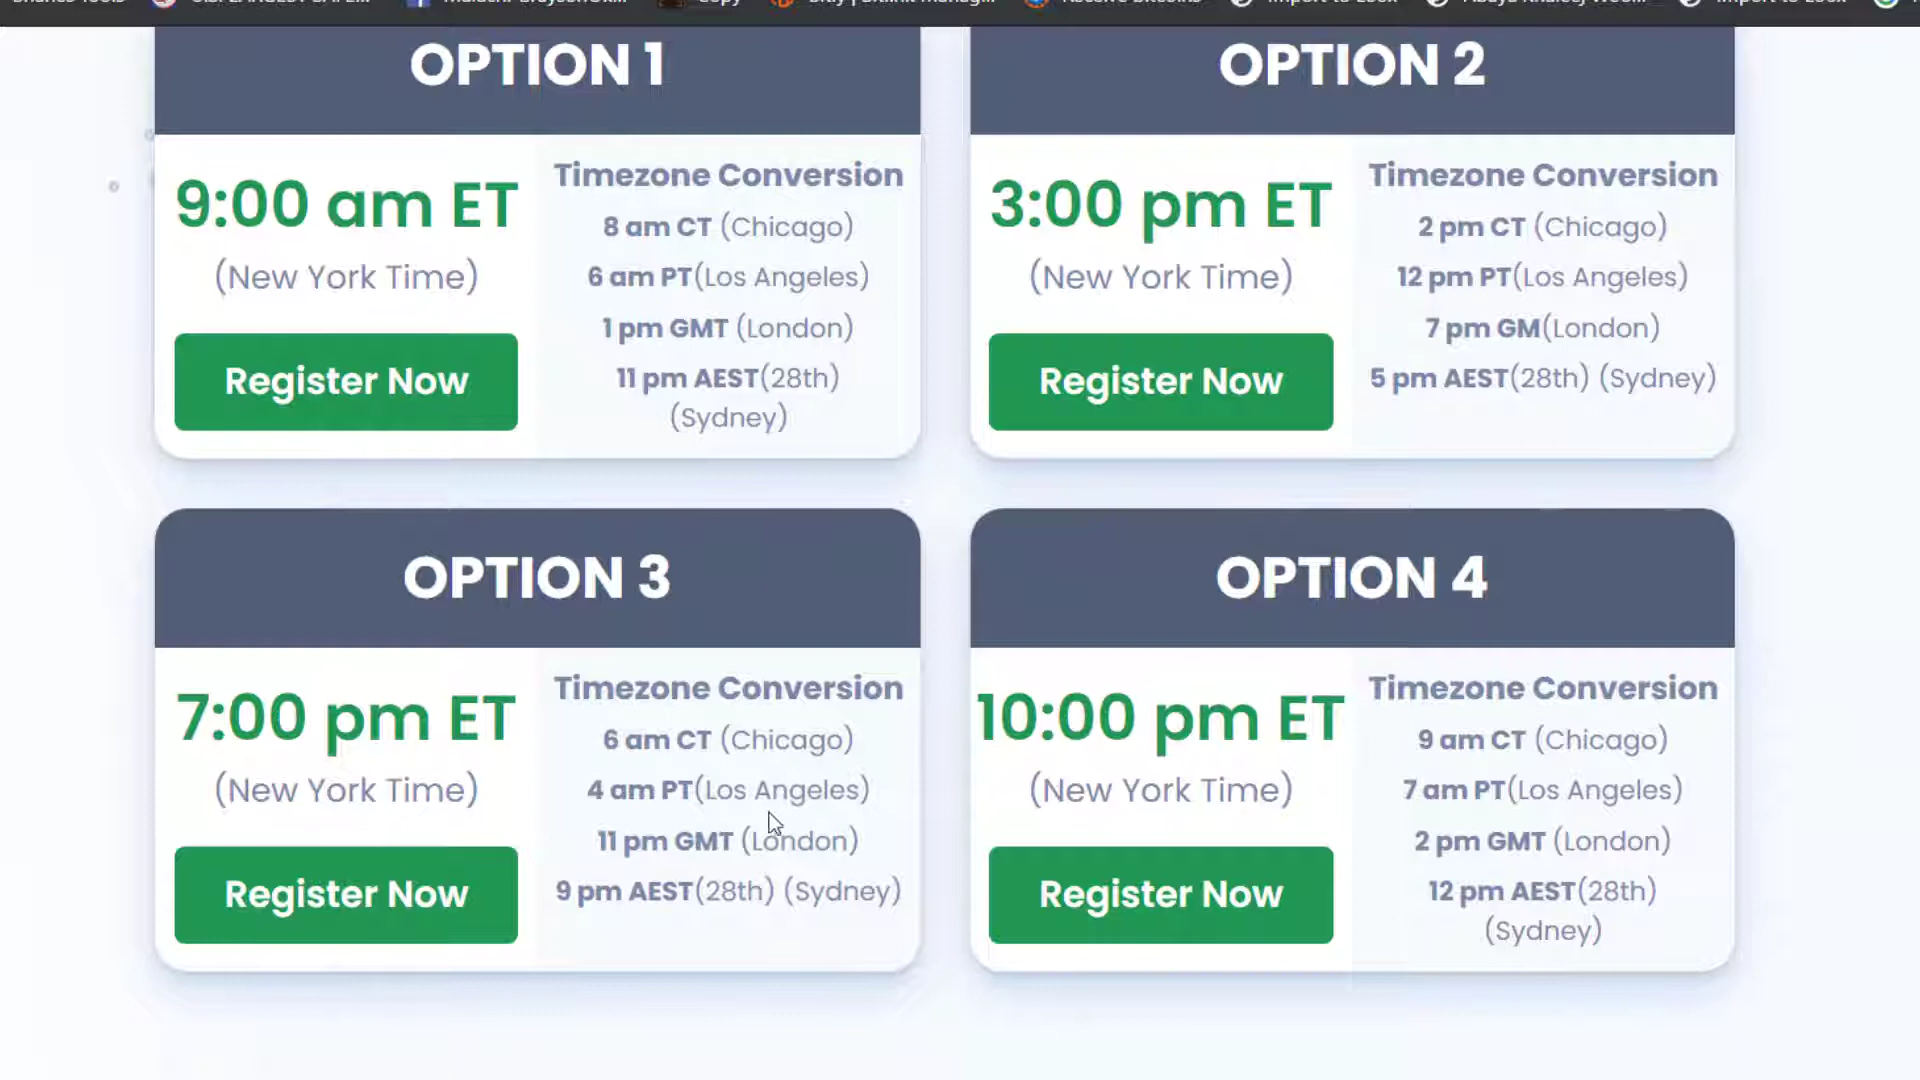 OPTION 1
9:00 am ET
(New York Time)
Register Now
Timezone Conversion
8 am CT (Chicago)
6 am PT(Los Angeles)
1 pm GMT (London)
11 pm AEST(28th)
(Sydney)
OPTION 2
3:00 pm ET
(New York Time)
Register Now
Timezone Conversion
2 pm CT (Chicago)
12 pm PT(Los Angeles)
7 pm GM(London)
5 pm AEST(28th) (Sydney)
OPTION 3
7:00 pm ET
(New York Time)
Register Now
Timezone Conversion
6 am CT (Chicago)
4 am PT(Los Angeles)
11 pm GMT (London)
9 pm AEST(28th) (Sydney)
OPTION 4
10:00 pm ET
(New York Time)
Register Now
Timezone Conversion
9 am CT (Chicago)
7 am PT(Los Angeles)
2 pm GMT (London)
12 pm AEST(28th)
(Sydney)